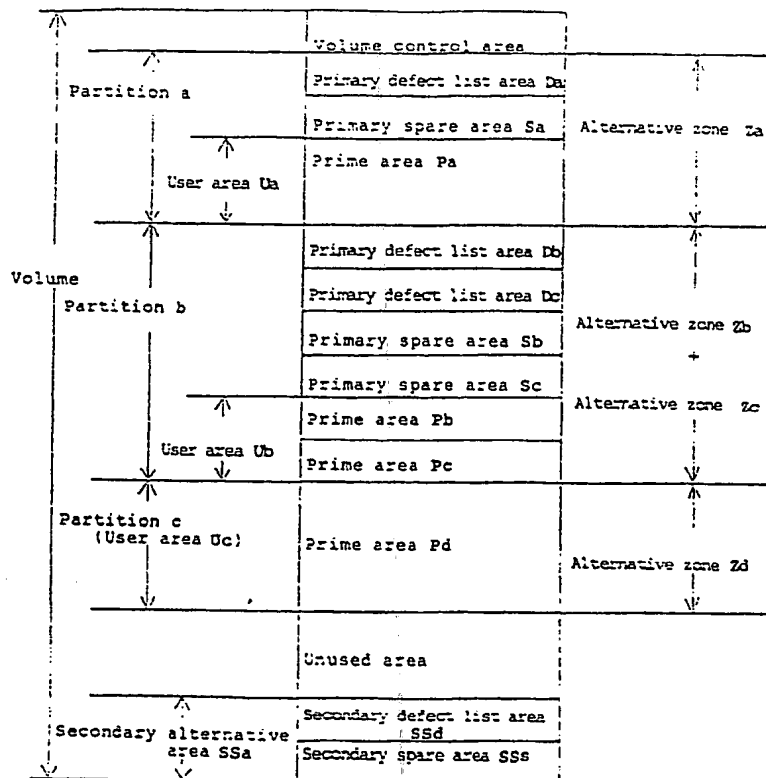 Volume control area
Partition a
Primary defect list area Da
Primary spare area Sa
Alternative zone Za
Prime area Pa
User area Ua
Primary defect list area Db
Volume
Primary defect list area Dc
Partition b
Alternative zone Zb
+
Primary spare area Sb
Primary spare area Sc
Alternative zone Zc
Prime area Pb
User area Ub
Prime area Pc
Partition c
(User area Uc)
Prime area Pd
Alternative zone Zd
Unused area
Secondary defect list area
SSd
Secondary alternative
area SSa
Secondary spare area SSs